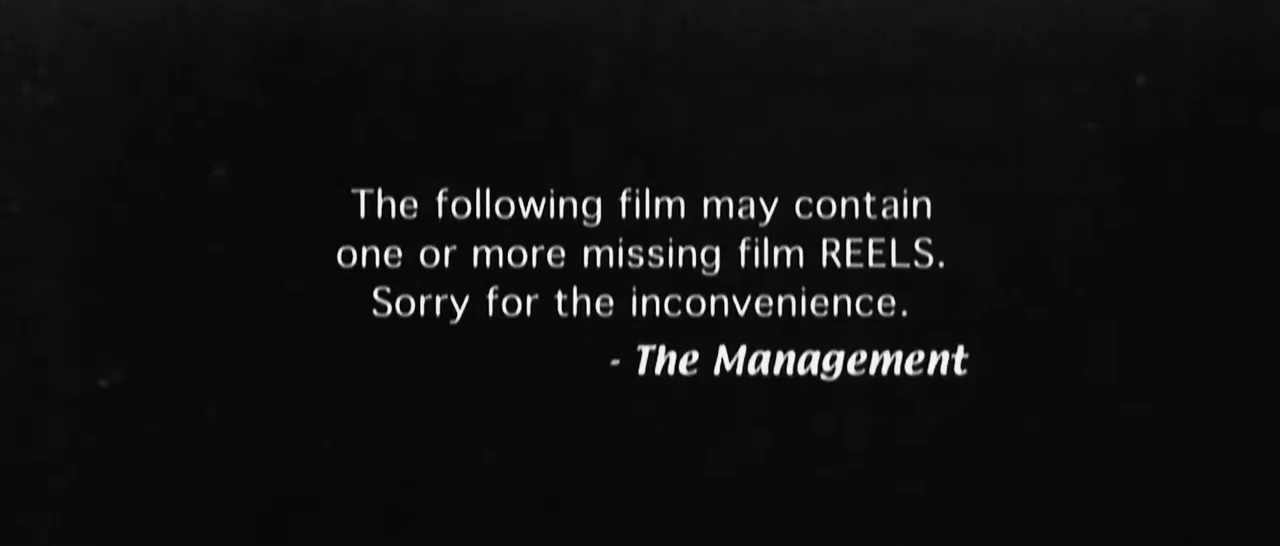 The following film may contain
one or more missing film REELS.
Sorry for the inconvenience.
- The Management